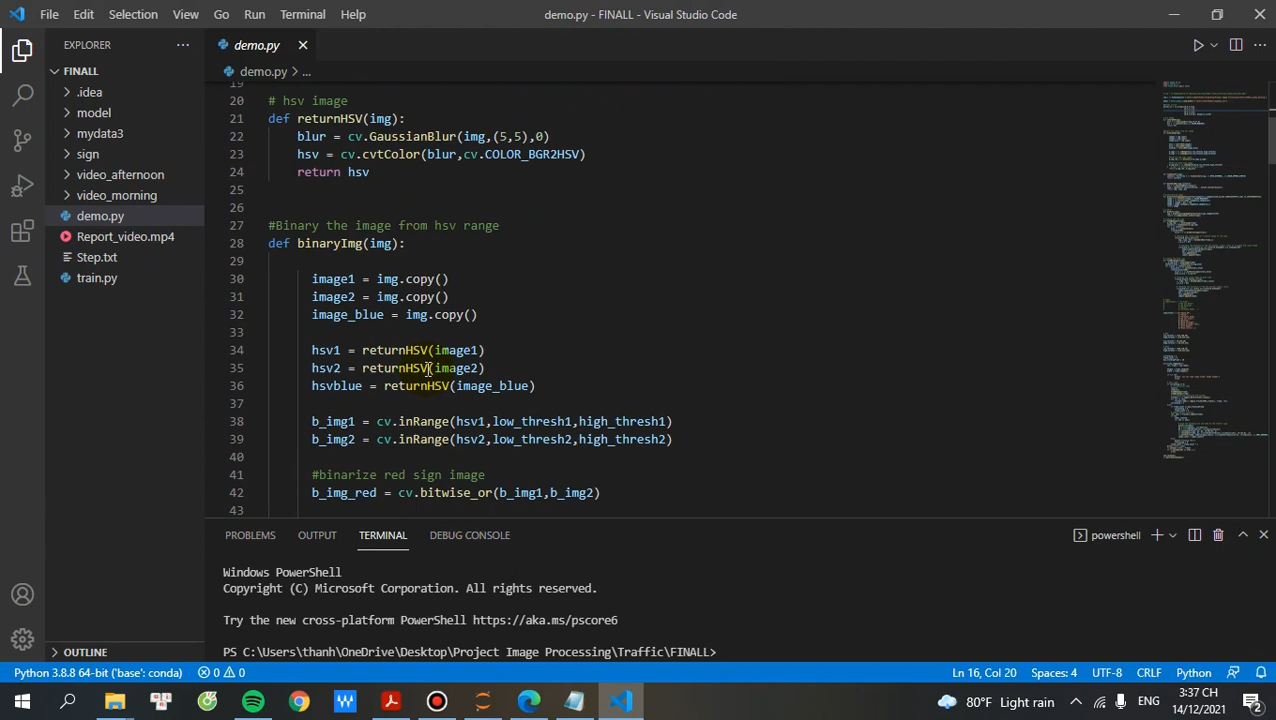 File Edit Selection View Go Run Terminal Help
demo.py - FINALL - Visual Studio Code
EXPLORER
FINALL
.idea
model
mydata3
sign
video_afternoon
video_morning
demo.py
Report_video.mp4
Step.txt
train.py
OUTLINE
demo.py
demo.py > ...
19
20 # hsv image
21 def returnHSV(img):
22 blur = cv.GaussianBlur(img,(5,5),0)
23 hsv = cv.cvtColor(blur,cv.COLOR_BGR2HSV)
24 return hsv
25
26
27 #Binary the image from hsv range
28 def binaryImg(img):
29
30 image1 = img.copy()
31 image2 = img.copy()
32 image_blue = img.copy()
33
34 hsv1 = returnHSV(image1)
35 hsv2 = returnHSV(image2)
36 hsvblue = returnHSV(image_blue)
37
38 b_img1 = cv.inRange(hsv1,low_thresh1,high_thresh1)
39 b_img2 = cv.inRange(hsv2,low_thresh2,high_thresh2)
40
41 #binarize red sign image
42 b_img_red = cv.bitwise_or(b_img1,b_img2)
43
PROBLEMS OUTPUT TERMINAL DEBUG CONSOLE
powershell
Windows PowerShell
Copyright (C) Microsoft Corporation. All rights reserved.
Try the new cross-platform PowerShell https://aka.ms/pscore6
PS C:\Users\thanh\OneDrive\Desktop\Project Image Processing\Traffic\FINALL>
Python 3.8.8 64-bit ('base': conda) 0 0
Ln 16, Col 20 Spaces: 4 UTF-8 CRLF Python
80°F Light rain ENG
3:37 CH
14/12/2021
2